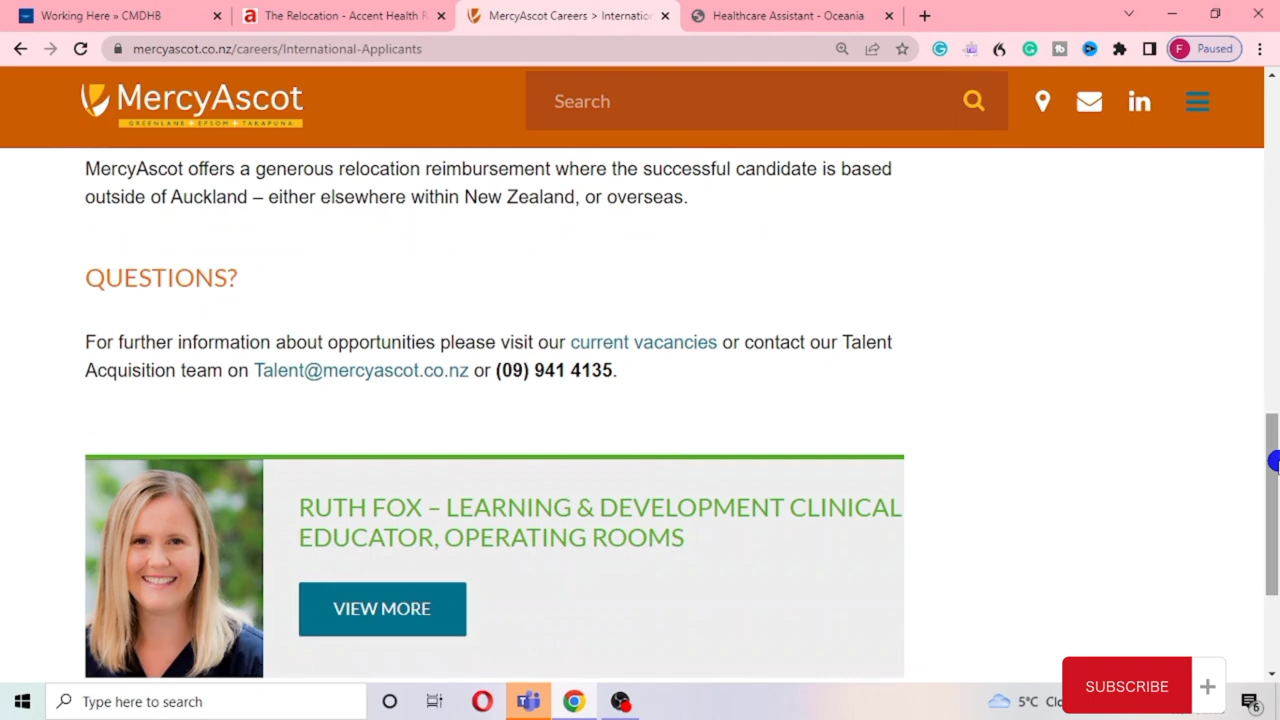 Working Here » CMDHB
The Relocation - Accent Health R
MercyAscot Careers > Internatio
Healthcare Assistant - Oceania
mercyascot.co.nz/careers/International-Applicants
Paused
MercyAscot
GREENLANE + EPSOM + TAKAPUNA
Search
MercyAscot offers a generous relocation reimbursement where the successful candidate is based
outside of Auckland – either elsewhere within New Zealand, or overseas.
QUESTIONS?
For further information about opportunities please visit our current vacancies or contact our Talent
Acquisition team on Talent@mercyascot.co.nz or (09) 941 4135.
RUTH FOX – LEARNING & DEVELOPMENT CLINICAL
EDUCATOR, OPERATING ROOMS
VIEW MORE
SUBSCRIBE
Type here to search
5°C Clo
6